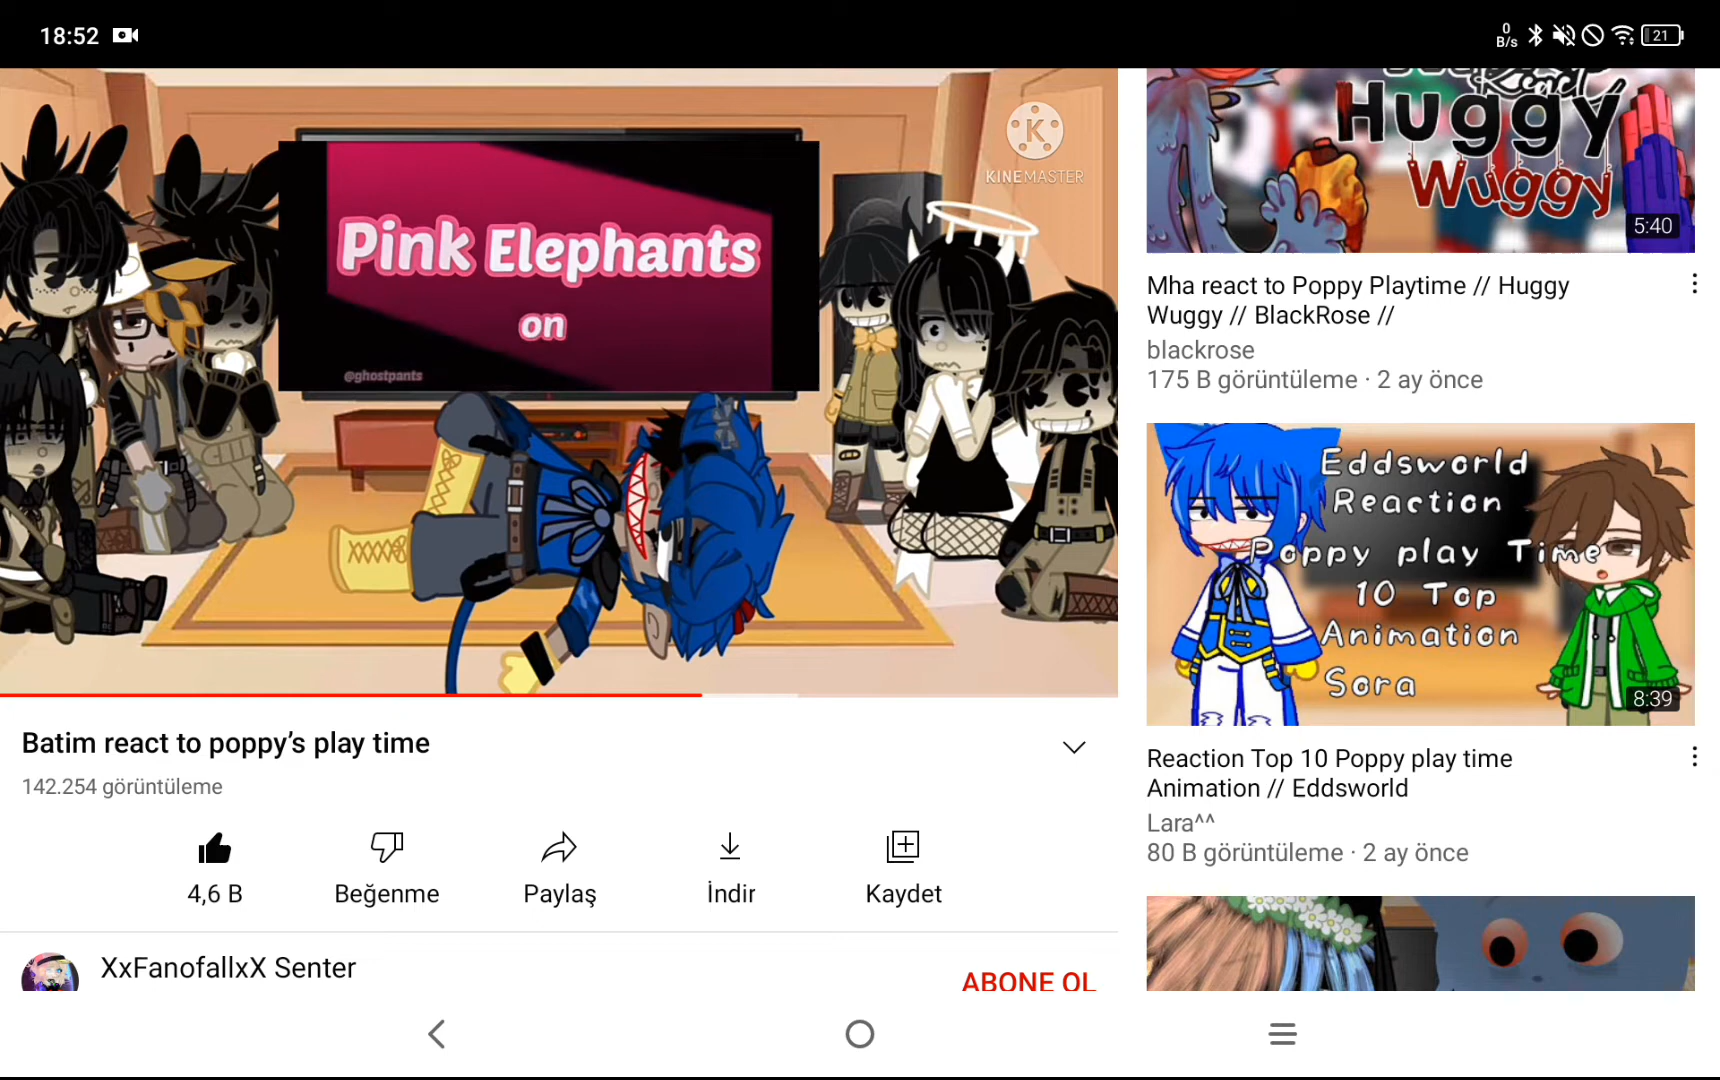 18:52
0
B/s
21
Pink Elephants
on
@ghostpants
K
KINEMASTER
Batim react to poppy’s play time
142.254 görüntüleme
4,6 B
Beğenme
Paylaş
İndir
Kaydet
XxFanofallxX Senter
ABONE OL
React
Huggy
Wuggy
5:40
Mha react to Poppy Playtime // Huggy
Wuggy // BlackRose //
blackrose
175 B görüntüleme · 2 ay önce
Eddsworld
Reaction
Poppy play Time
10 Top
Animation
Sora
8:39
Reaction Top 10 Poppy play time
Animation // Eddsworld
Lara^^
80 B görüntüleme · 2 ay önce